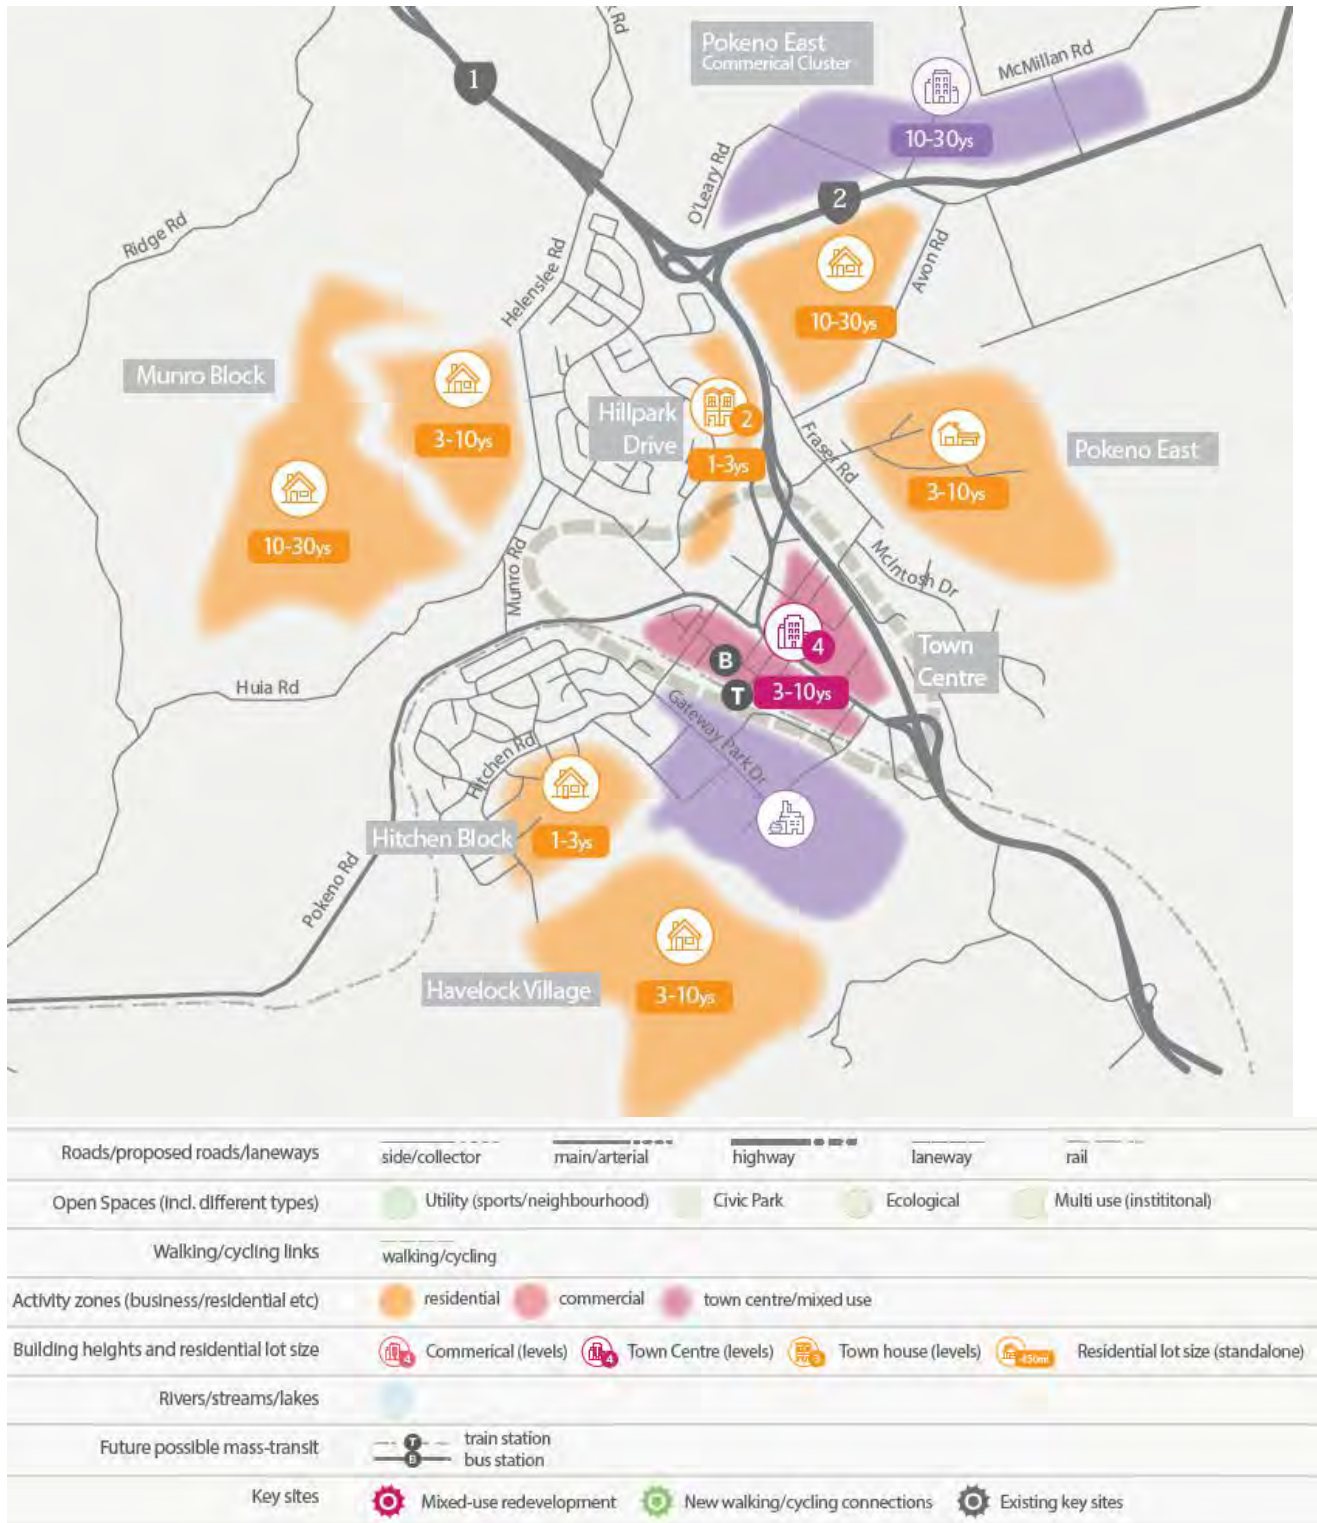 k Rd
Pokeno East
Commerical Cluster
McMillan Rd
1
10-30ys
O'Leary Rd
2
Ridge Rd
Helenslee Rd
Avon Rd
10-30ys
Munro Block
3-10ys
Hillpark
Drive
2
1-3ys
Fraser Rd
Pokeno East
3-10ys
10-30ys
Munro Rd
McIntosh Dr
Town
Centre
4
B
T
3-10ys
Huia Rd
Gateway Park Dr
Hitchen Rd
Hitchen Block
1-3ys
Pokeno Rd
Havelock Village
3-10ys
Roads/proposed roads/laneways
side/collector
main/arterial
highway
laneway
rail
Open Spaces (incl. different types)
Utility (sports/neighbourhood)
Civic Park
Ecological
Multi use (instititonal)
Walking/cycling links
walking/cycling
Activity zones (business/residential etc)
residential
commercial
town centre/mixed use
Building heights and residential lot size
4
Commerical (levels)
4
Town Centre (levels)
3
Town house (levels)
Residential lot size (standalone)
Rivers/streams/lakes
Future possible mass-transit
T
train station
B
bus station
Key sites
Mixed-use redevelopment
New walking/cycling connections
Existing key sites